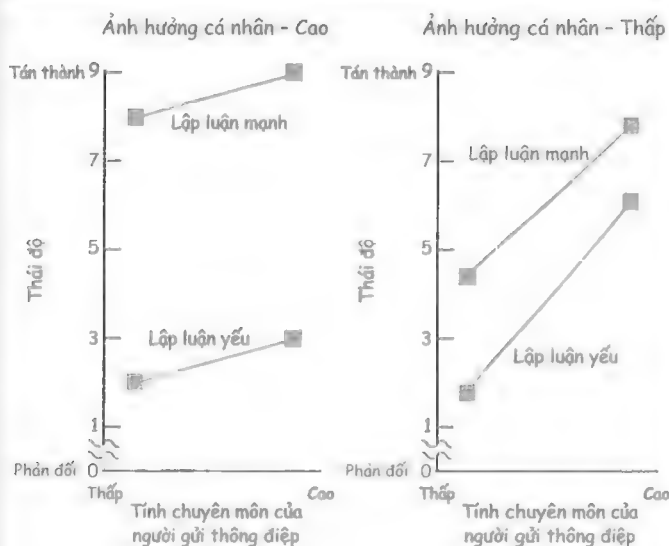 Ảnh hưởng cá nhân - Cao
Tán thành 9
7
5
3
1
Phản đối 0
Thái độ
Lập luận mạnh
Lập luận yếu
Thấp
Cao
Tính chuyên môn của
người gửi thông điệp
Ảnh hưởng cá nhân - Thấp
Tán thành 9
7
5
3
1
Phản đối 0
Thái độ
Lập luận mạnh
Lập luận yếu
Thấp
Cao
Tính chuyên môn của
người gửi thông điệp